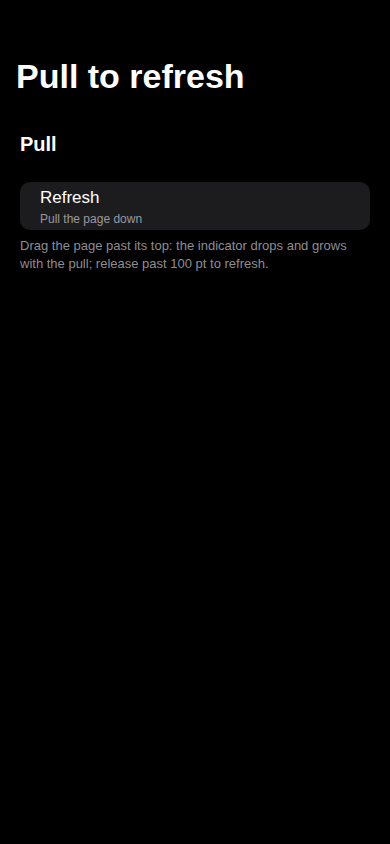 Pull to refresh
Pull
Refresh
Pull the page down
Drag the page past its top: the indicator drops and grows
with the pull; release past 100 pt to refresh.